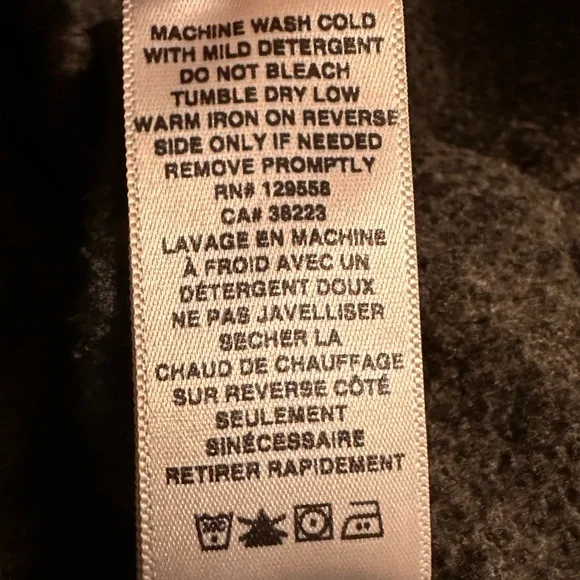 MACHINE WASH COLD
WITH MILD DETERGENT
DO NOT BLEACH
TUMBLE DRY LOW
WARM IRON ON REVERSE
SIDE ONLY IF NEEDED
REMOVE PROMPTLY
RN# 129558
CA# 38223
LAVAGE EN MACHINE
À FROID AVEC UN
DÉTERGENT DOUX
NE PAS JAVELLISER
SECHER LA
CHAUD DE CHAUFFAGE
SUR REVERSE CÔTÉ
SEULEMENT
SINÉCESSAIRE
RETIRER RAPIDEMENT